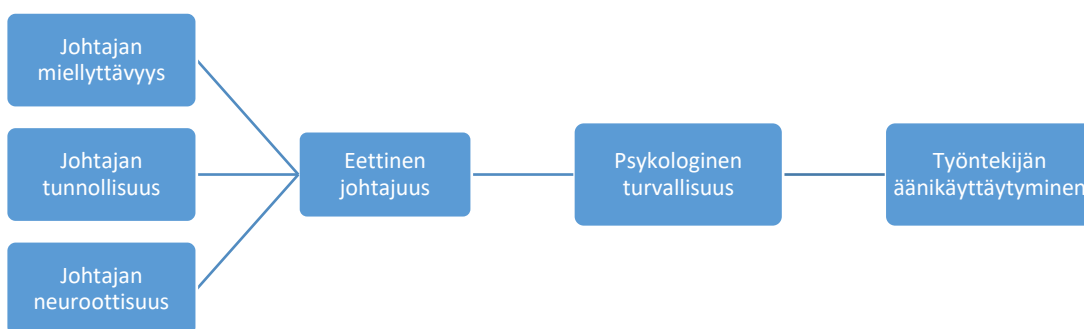 Johtajan
miellyttävyys
Johtajan
tunnollisuus
Johtajan
neuroottisuus
Eettinen
johtajuus
Psykologinen
turvallisuus
Työntekijän
äänikäyttäytyminen